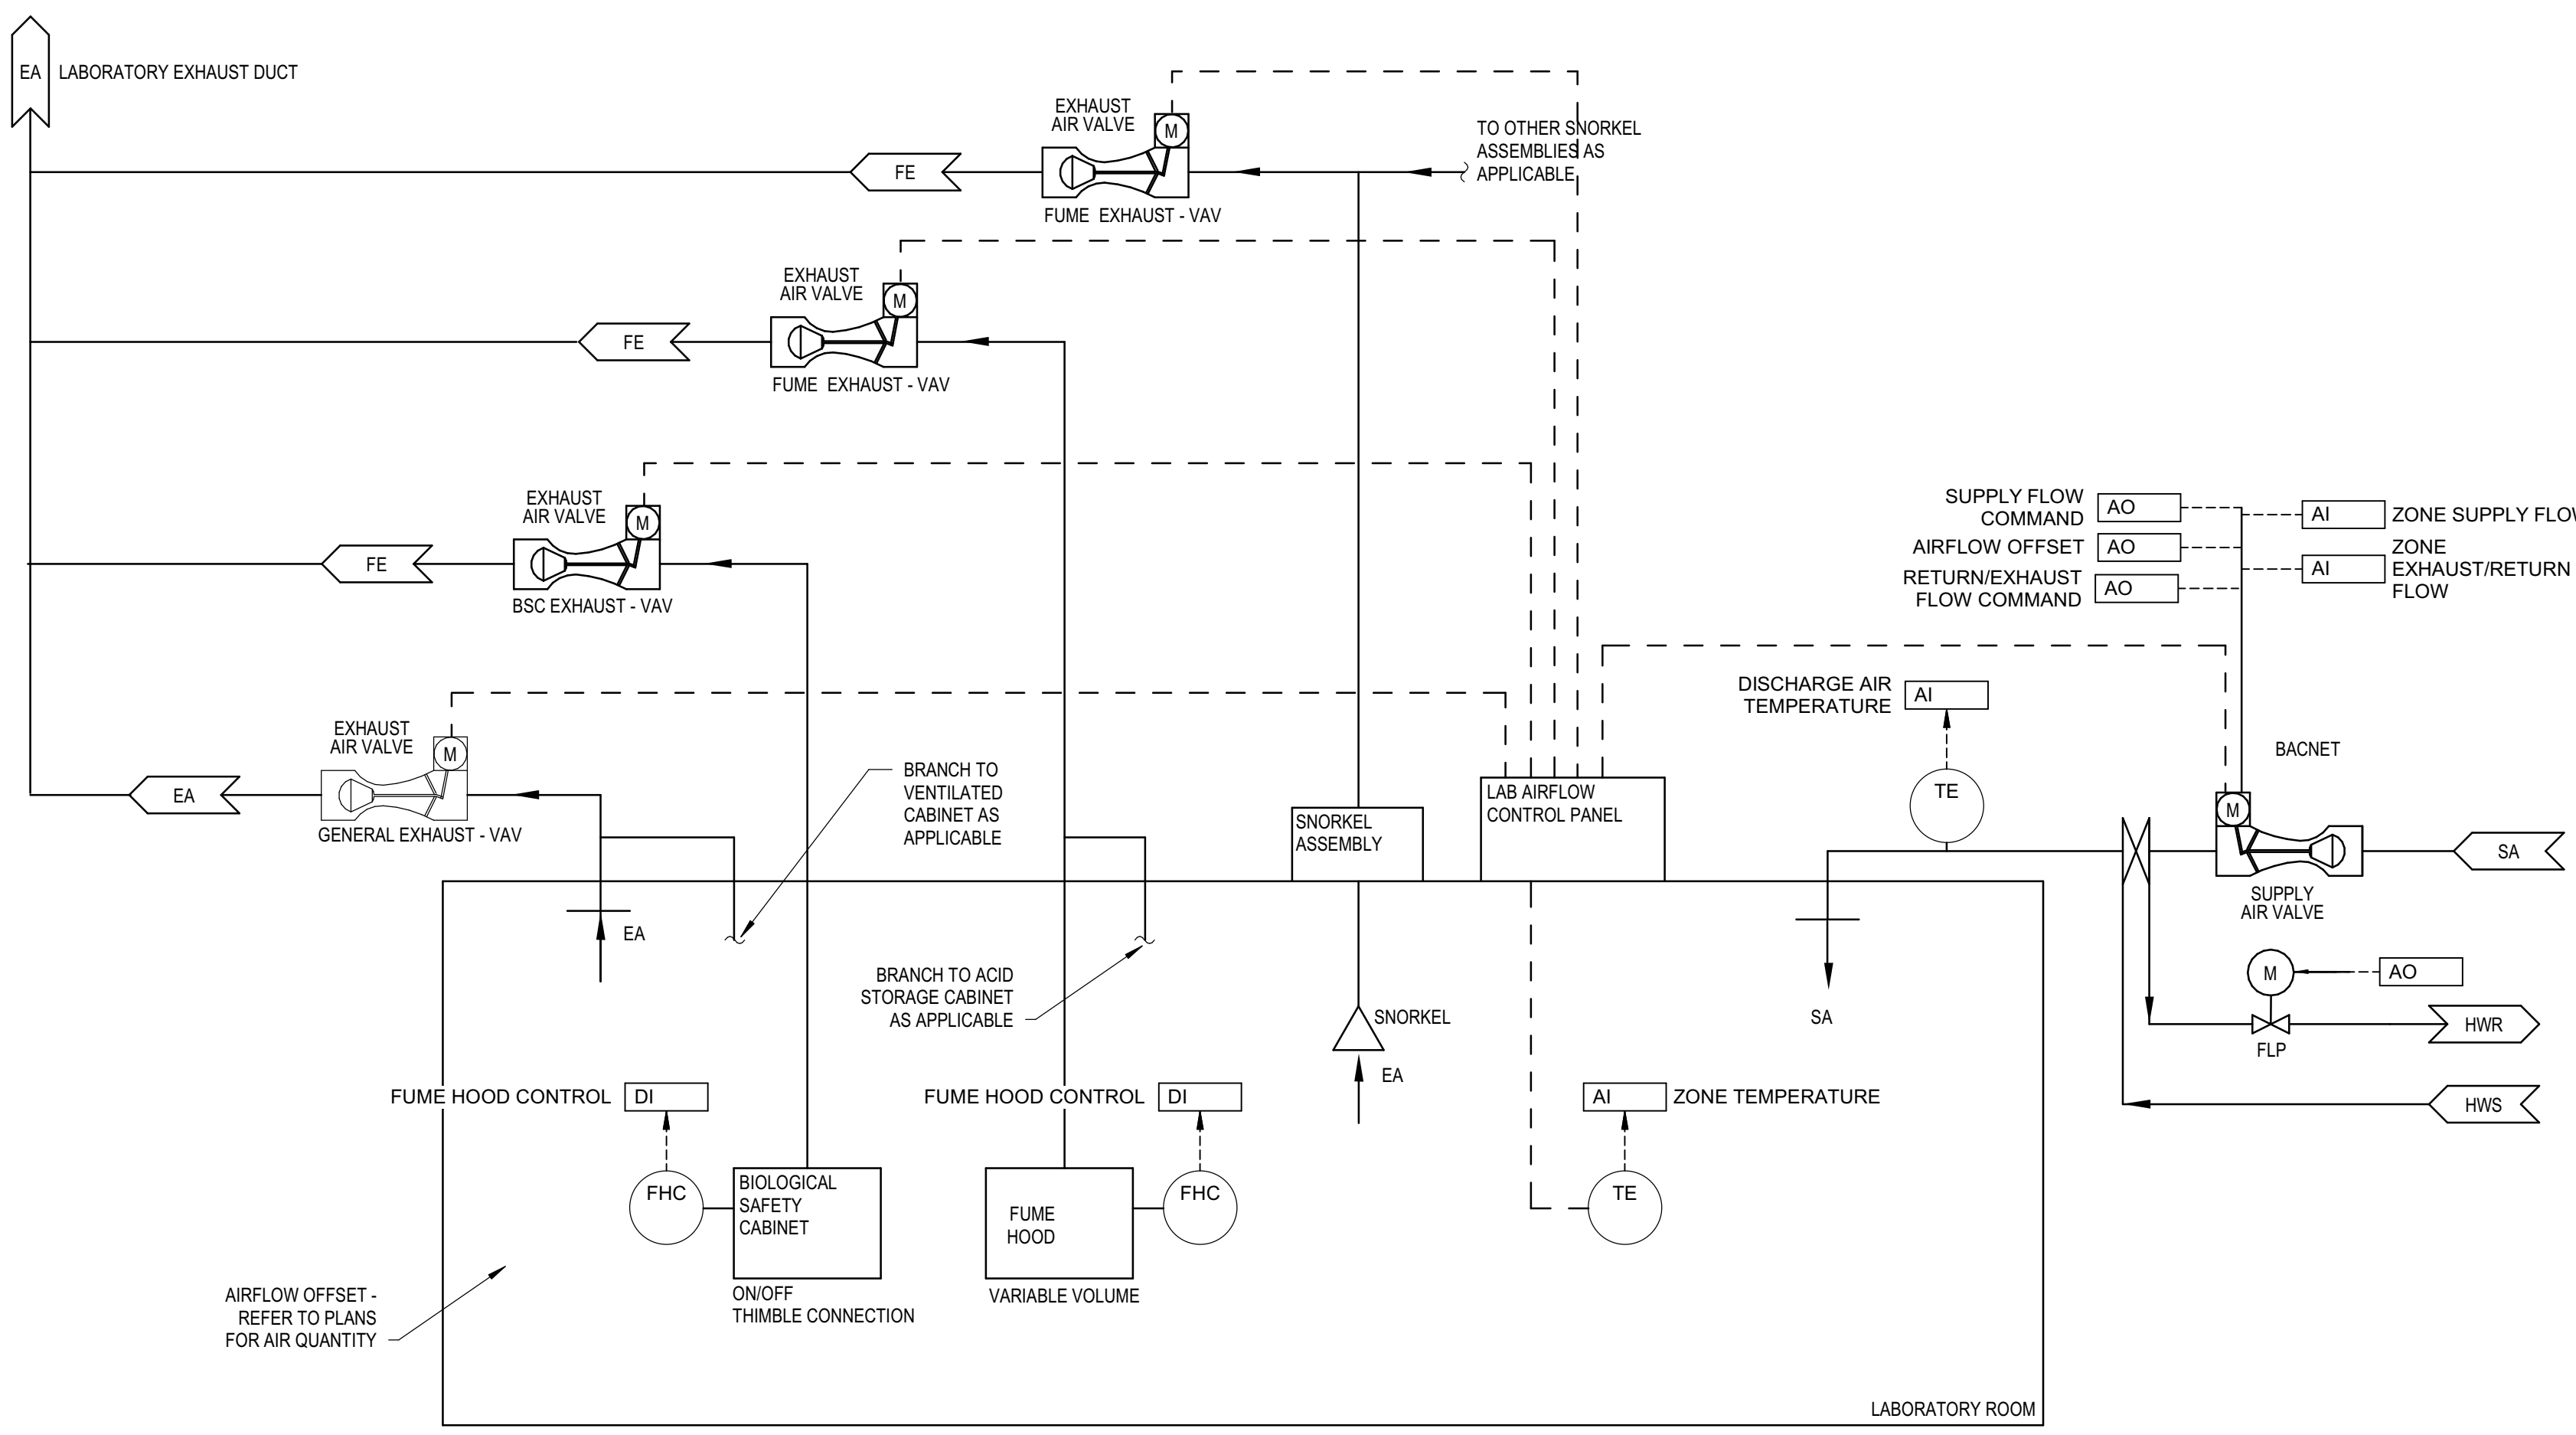 EA
LABORATORY EXHAUST DUCT
EXHAUST
AIR VALVE
M
FE
FUME EXHAUST - VAV
TO OTHER SNORKEL
ASSEMBLIES AS
APPLICABLE
EXHAUST
AIR VALVE
M
FE
FUME EXHAUST - VAV
EXHAUST
AIR VALVE
M
FE
BSC EXHAUST - VAV
SUPPLY FLOW
COMMAND
AO
AIRFLOW OFFSET
AO
RETURN/EXHAUST
FLOW COMMAND
AO
AI
ZONE SUPPLY FLOW
AI
ZONE
EXHAUST/RETURN
FLOW
EXHAUST
AIR VALVE
M
EA
GENERAL EXHAUST - VAV
BRANCH TO
VENTILATED
CABINET AS
APPLICABLE
SNORKEL
ASSEMBLY
LAB AIRFLOW
CONTROL PANEL
DISCHARGE AIR
TEMPERATURE
AI
TE
BACNET
M
SA
SUPPLY
AIR VALVE
EA
BRANCH TO ACID
STORAGE CABINET
AS APPLICABLE
SNORKEL
EA
SA
M
AO
FLP
HWR
HWS
FUME HOOD CONTROL
DI
FHC
BIOLOGICAL
SAFETY
CABINET
ON/OFF
THIMBLE CONNECTION
FUME HOOD CONTROL
DI
FHC
FUME
HOOD
VARIABLE VOLUME
AI
ZONE TEMPERATURE
TE
AIRFLOW OFFSET -
REFER TO PLANS
FOR AIR QUANTITY
LABORATORY ROOM